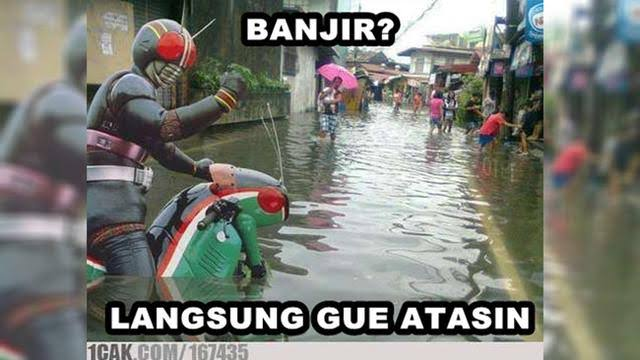 BANJIR?
LANGSUNG GUE ATASIN
1CAK.COM/167435